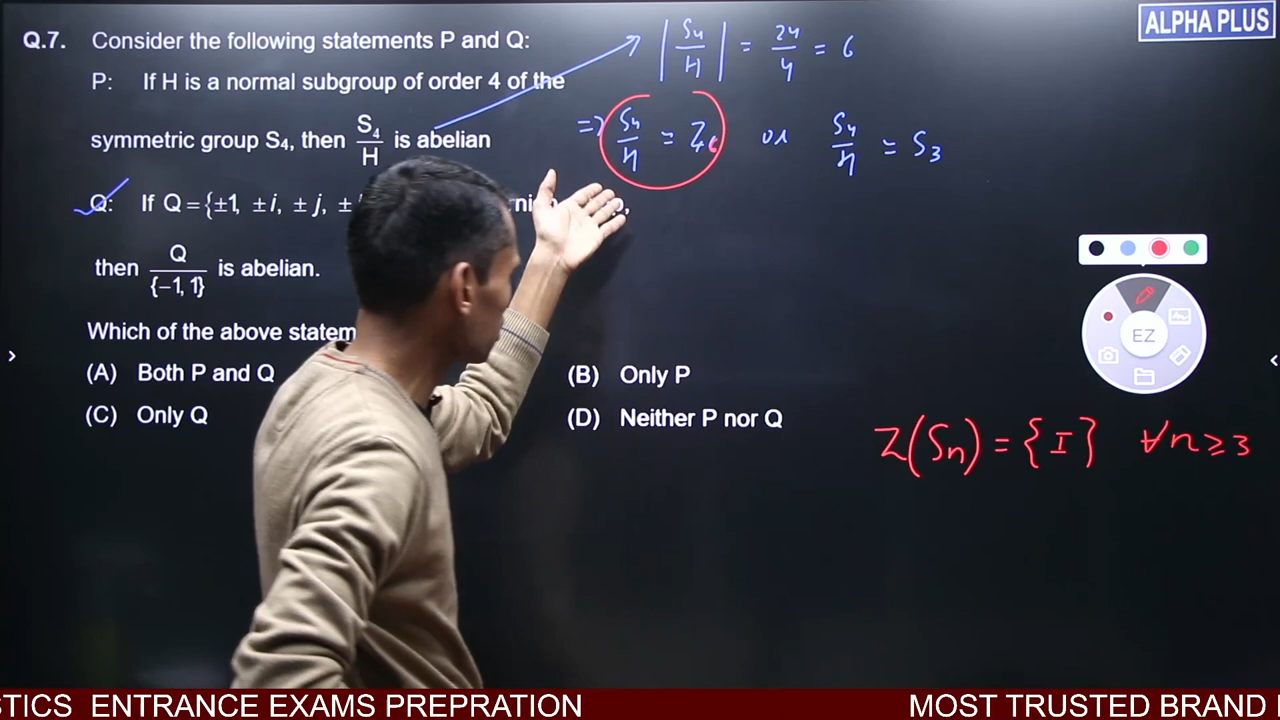 ALPHA PLUS
Q.7. Consider the following statements P and Q:
P: If H is a normal subgroup of order 4 of the
symmetric group S₄, then S₄/H is abelian
Q: If Q = {±1, ±i, ±j, ±
then Q/{−1, 1} is abelian.
Which of the above statem
(A) Both P and Q
(B) Only P
(C) Only Q
(D) Neither P nor Q
|S₄/H| = 24/4 = 6
=> S₄/H = Z₆ or S₄/H = S₃
EZ
Z(Sₙ) = {I} ∀n≥3
STICS ENTRANCE EXAMS PREPRATION
MOST TRUSTED BRAND